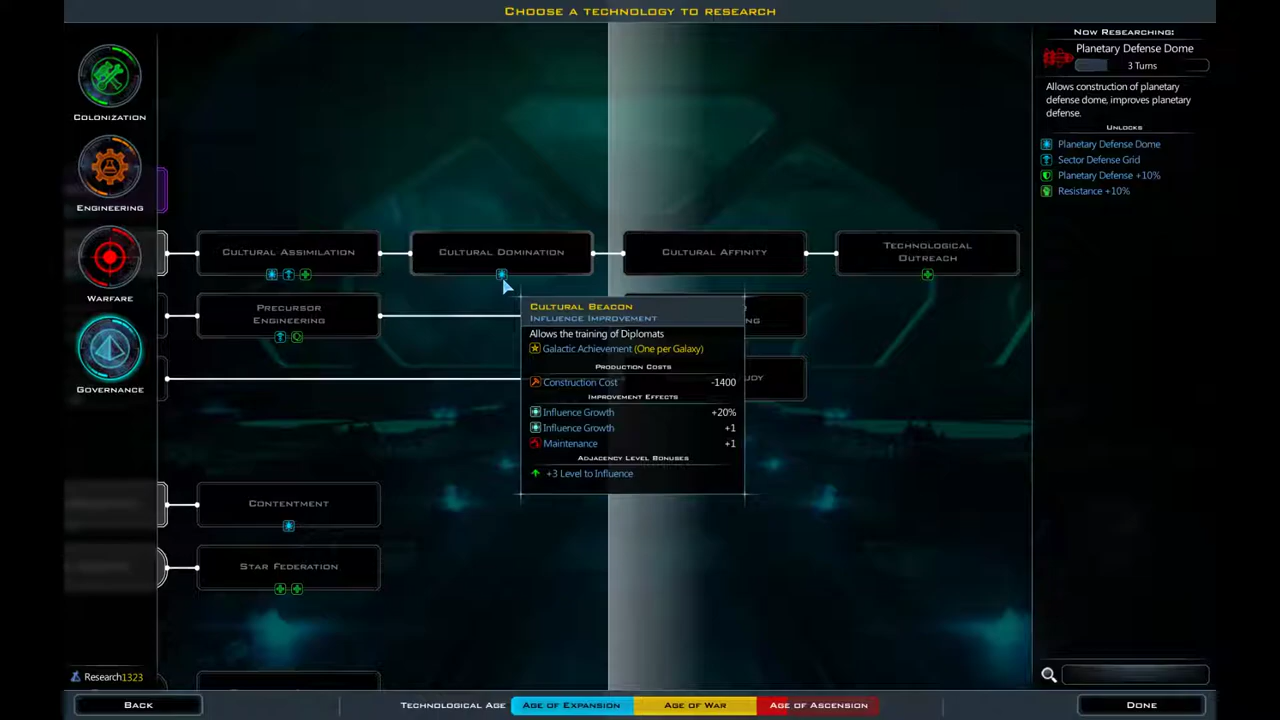 Choose a Technology to Research
Colonization
Engineering
Warfare
Governance
Research1323
Cultural Assimilation
Cultural Domination
Cultural Affinity
Technological
Outreach
Precursor
Engineering
Cultural Beacon
Influence Improvement
Allows the training of Diplomats
Galactic Achievement (One per Galaxy)
Production Costs
Construction Cost -1400
Improvement Effects
Influence Growth +20%
Influence Growth +1
Maintenance +1
Adjacency Level Bonuses
+3 Level to Influence
Contentment
Star Federation
Now Researching:
Planetary Defense Dome
3 Turns
Allows construction of planetary
defense dome, improves planetary
defense.
Unlocks
Planetary Defense Dome
Sector Defense Grid
Planetary Defense +10%
Resistance +10%
Back
Technological Age
Age of Expansion
Age of War
Age of Ascension
Done